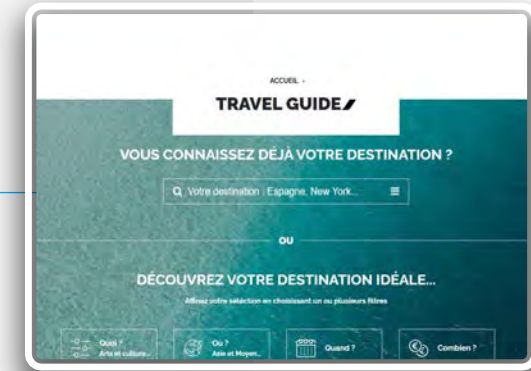 ACCUEIL -
TRAVEL GUIDE
VOUS CONNAISSEZ DÉJÀ VOTRE DESTINATION ?
Votre destination : Espagne, New York...
OU
DÉCOUVREZ VOTRE DESTINATION IDÉALE...
Affinez votre sélection en choisissant un ou plusieurs filtres
Quoi ?
Arts et culture...
Où ?
Asie et Moyen...
Quand ?
Combien ?